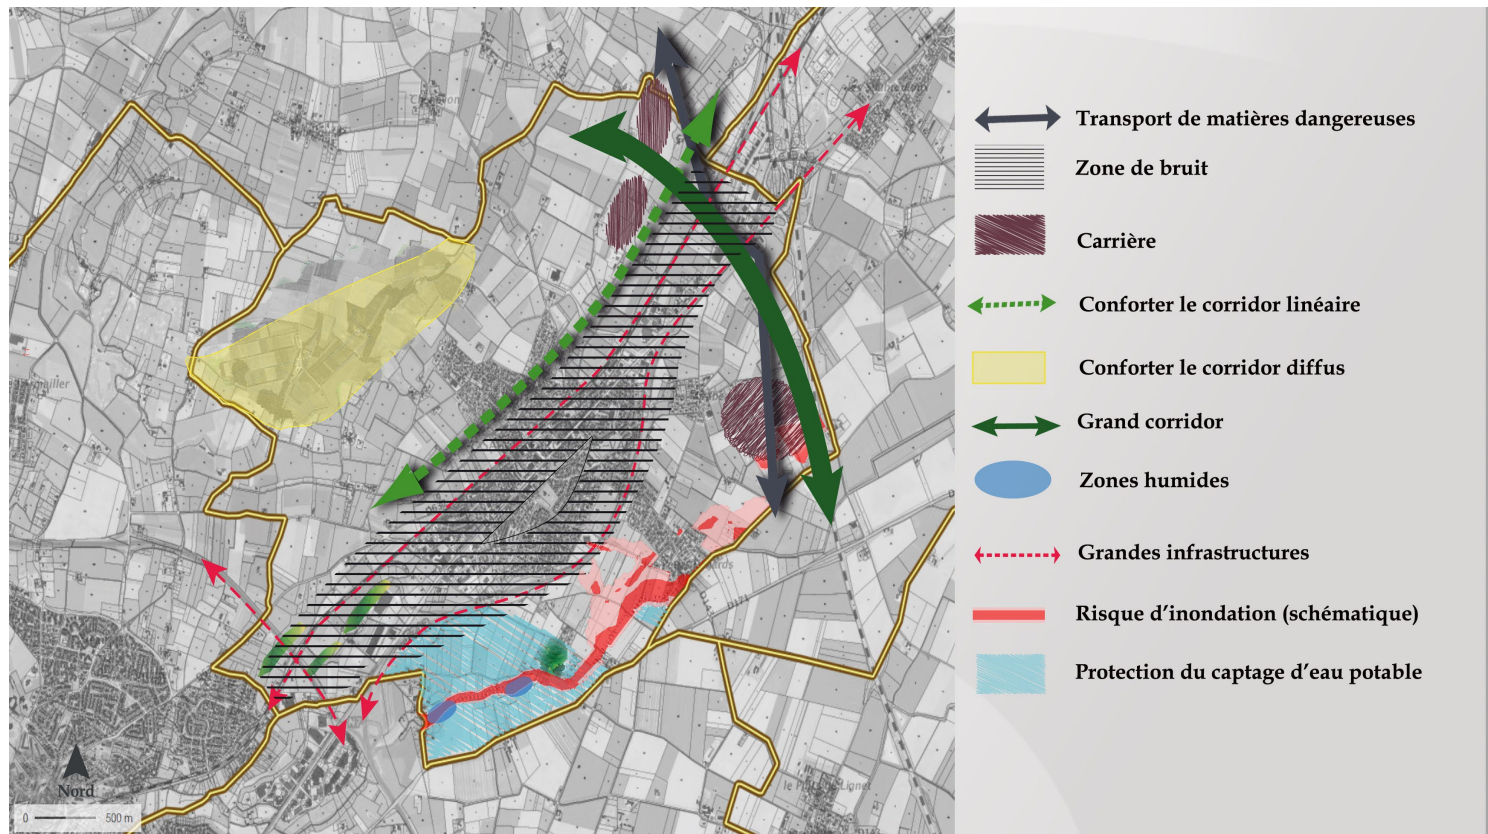 Transport de matières dangereuses
Zone de bruit
Carrière
Conforter le corridor linéaire
Conforter le corridor diffus
Grand corridor
Zones humides
Grandes infrastructures
Risque d'inondation (schématique)
Protection du captage d'eau potable
D171
Nord
0 500 m